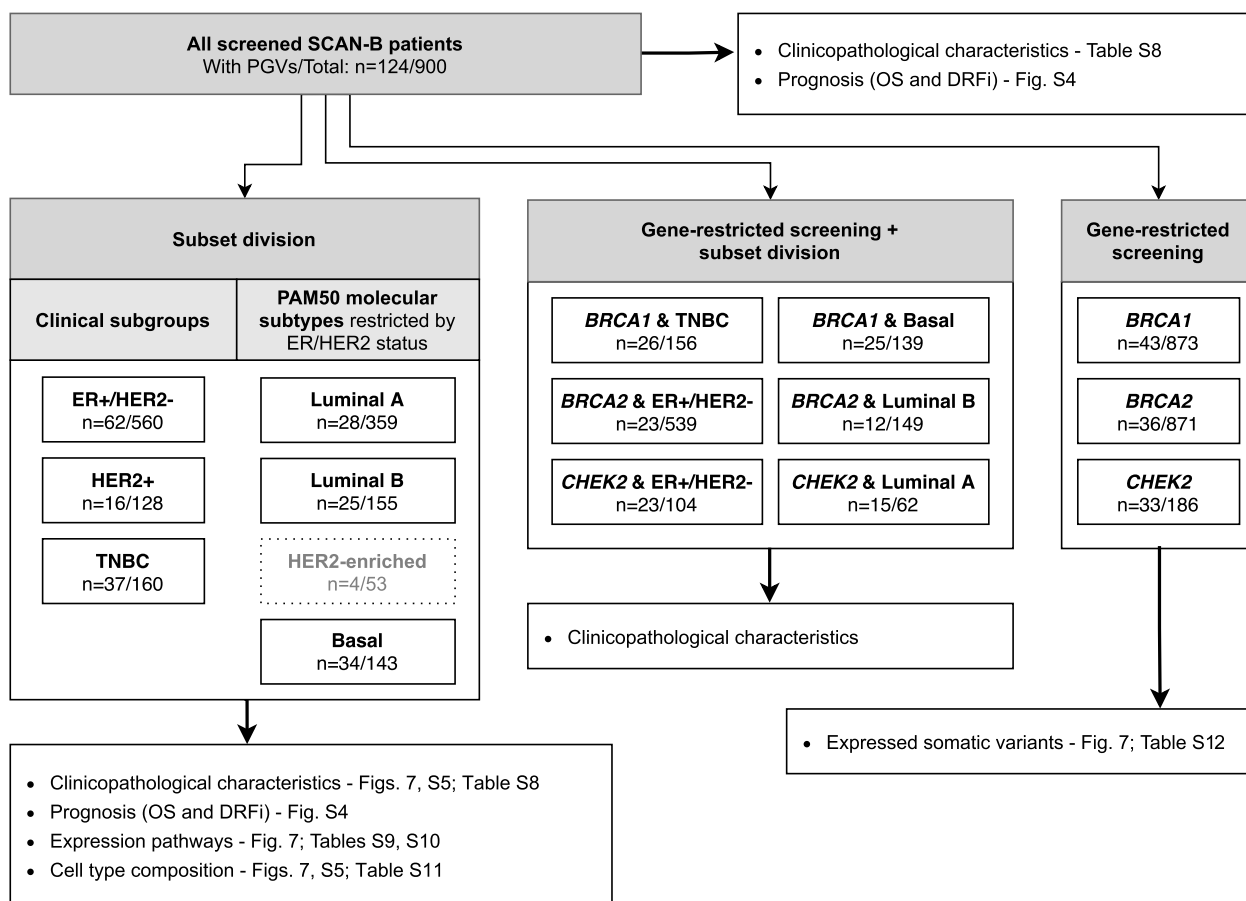 All screened SCAN-B patients
With PGVs/Total: n=124/900
• Clinicopathological characteristics - Table S8
• Prognosis (OS and DRFi) - Fig. S4
Subset division
Clinical subgroups
PAM50 molecular
subtypes restricted by
ER/HER2 status
ER+/HER2-
n=62/560
HER2+
n=16/128
TNBC
n=37/160
Luminal A
n=28/359
Luminal B
n=25/155
HER2-enriched
n=4/53
Basal
n=34/143
• Clinicopathological characteristics - Figs. 7, S5; Table S8
• Prognosis (OS and DRFi) - Fig. S4
• Expression pathways - Fig. 7; Tables S9, S10
• Cell type composition - Figs. 7, S5; Table S11
Gene-restricted screening +
subset division
BRCA1 & TNBC
n=26/156
BRCA1 & Basal
n=25/139
BRCA2 & ER+/HER2-
n=23/539
BRCA2 & Luminal B
n=12/149
CHEK2 & ER+/HER2-
n=23/104
CHEK2 & Luminal A
n=15/62
• Clinicopathological characteristics
Gene-restricted
screening
BRCA1
n=43/873
BRCA2
n=36/871
CHEK2
n=33/186
• Expressed somatic variants - Fig. 7; Table S12